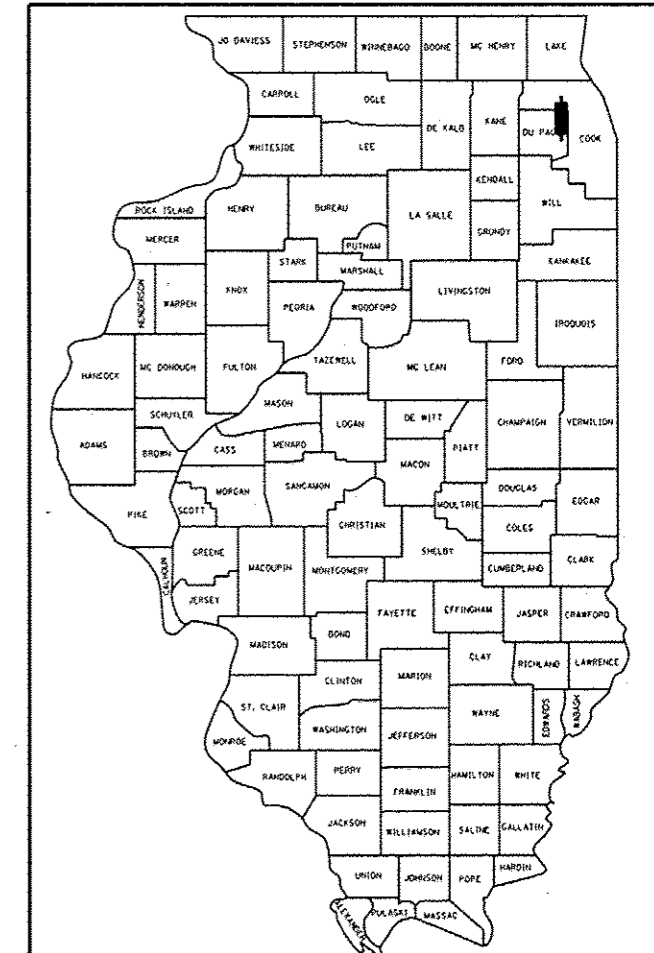 JO DAVIESS STEPHENSON WINNEBAGO BOONE MC HENRY LAKE
CARROLL OGLE DE KALB KANE DU PAG COOK
WHITESIDE LEE KENDALL WILL
ROCK ISLAND HENRY BUREAU LA SALLE GRUNDY
MERCER PUTNAM KANKAKEE
STARK MARSHALL LIVINGSTON
HENDERSON WARREN KNOX PEORIA WOODFORD IROQUOIS
HANCOCK MC DONOUGH FULTON TAZEWELL MC LEAN FORD
SCHUYLER MASON LOGAN DE WITT CHAMPAIGN VERMILION
ADAMS BROWN CASS MENARD MACON PIATT
PIKE SCOTT MORGAN SANGAMON CHRISTIAN MOULTRIE DOUGLAS EDGAR
COLES
CALHOUN GREENE MACOUPIN MONTGOMERY SHELBY CUMBERLAND CLARK
JERSEY FAYETTE EFFINGHAM JASPER CRAWFORD
MADISON BOND CLAY RICHLAND LAWRENCE
CLINTON MARION
ST. CLAIR WAYNE EDWARDS WABASH
MONROE WASHINGTON JEFFERSON
RANDOLPH PERRY HAMILTON WHITE
FRANKLIN
JACKSON WILLIAMSON SALINE GALLATIN
UNION JOHNSON POPE HARDIN
ALEXANDER PULASKI MASSAC